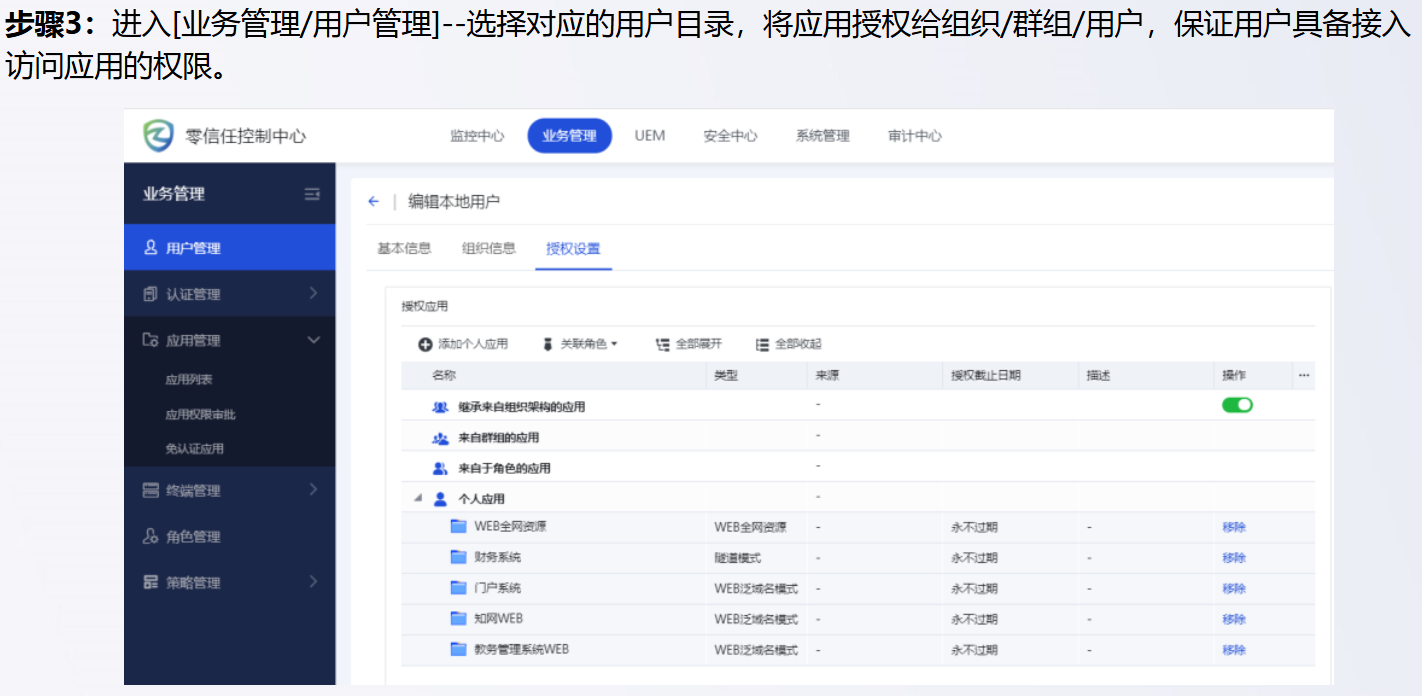 步骤3：进入[业务管理/用户管理]--选择对应的用户目录，将应用授权给组织/群组/用户，保证用户具备接入
访问应用的权限。
零信任控制中心 监控中心 业务管理 UEM 安全中心 系统管理 审计中心
业务管理
编辑本地用户
用户管理
基本信息 组织信息 授权设置
认证管理
授权应用
应用管理
添加个人应用 关联角色 全部展开 全部收起
名称 类型 来源 授权截止日期 描述 操作 ...
应用列表
继承来自组织架构的应用 -
应用权限审批
来自群组的应用 -
免认证应用
来自于角色的应用 -
终端管理
个人应用 -
WEB全网资源 WEB全网资源 - 永不过期 - 移除
角色管理
财务系统 隧道模式 - 永不过期 - 移除
策略管理
门户系统 WEB泛域名模式 - 永不过期 - 移除
知网WEB WEB泛域名模式 - 永不过期 - 移除
教务管理系统WEB WEB泛域名模式 - 永不过期 - 移除